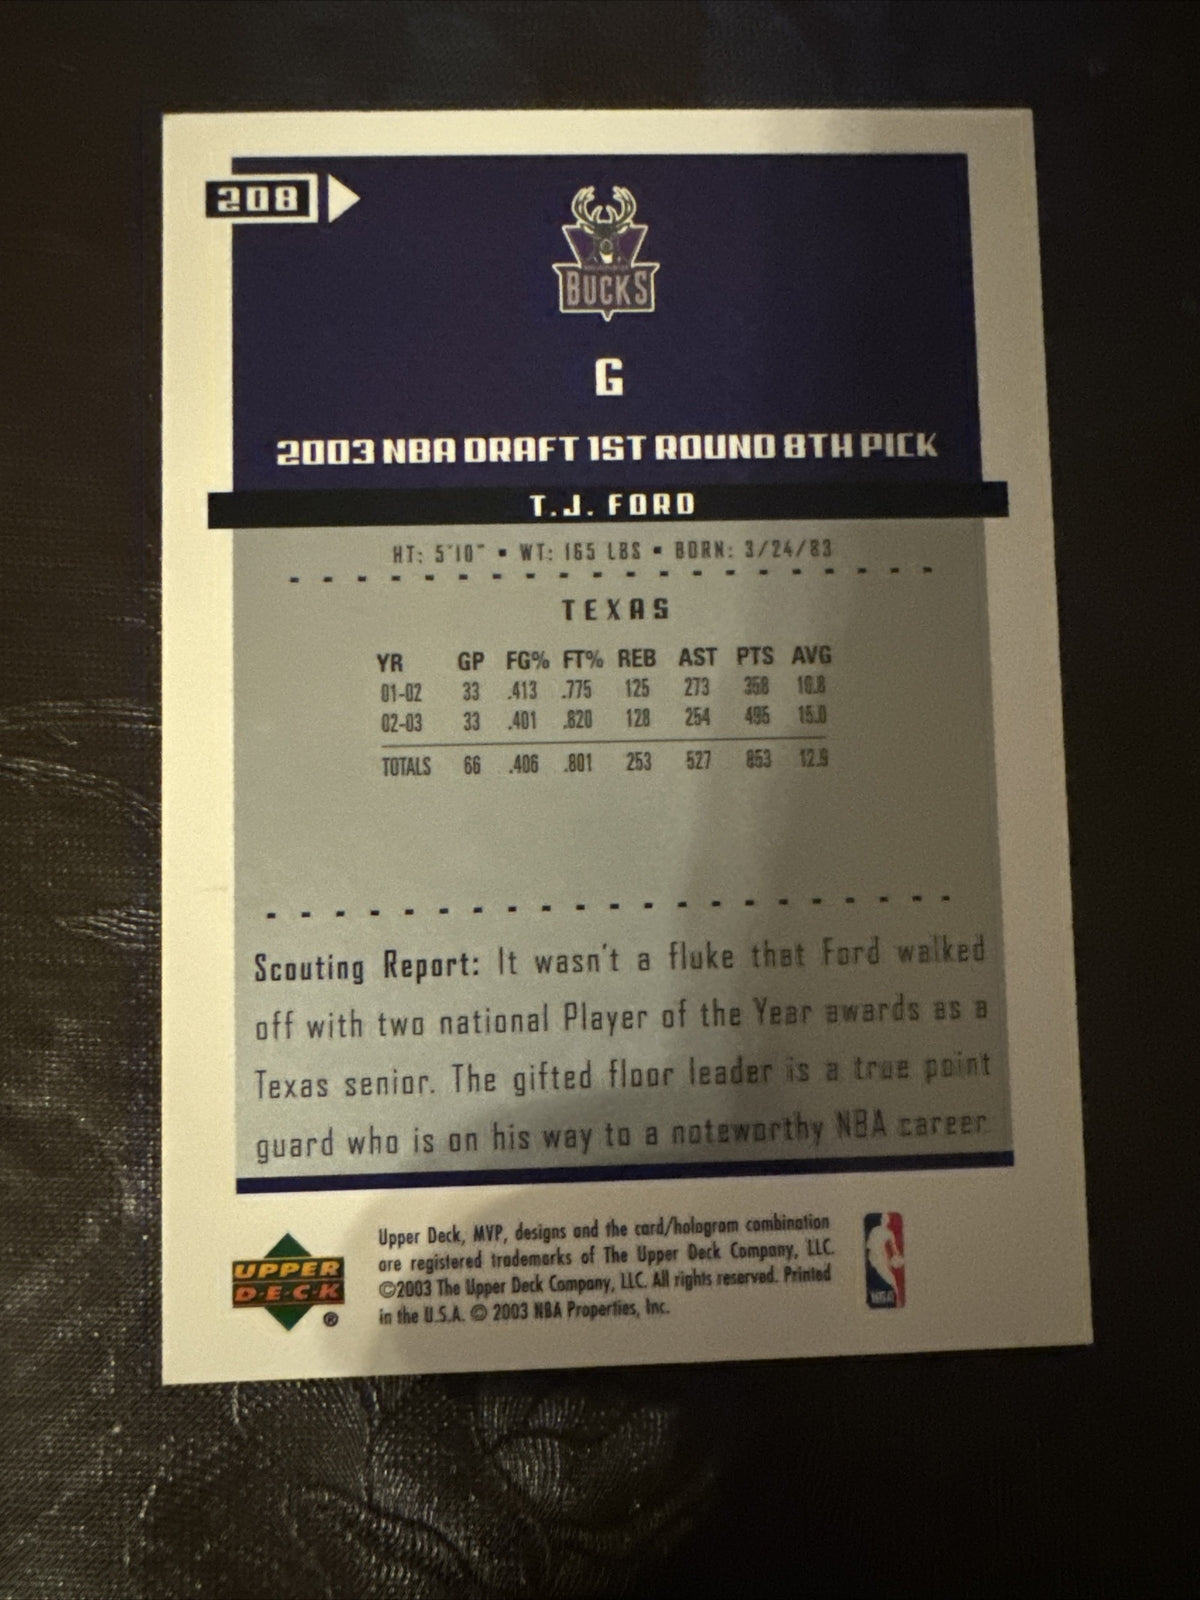 208
BUCKS
G
2003 NBA DRAFT 1ST ROUND 8TH PICK
T.J. FORD
HT: 5'10" ▪ WT: 165 LBS ▪ BORN: 3/24/83
TEXAS
YR GP FG% FT% REB AST PTS AVG
01-02 33 .413 .775 125 273 358 10.8
02-03 33 .401 .820 128 254 495 15.0
TOTALS 66 .406 .801 253 527 853 12.9
Scouting Report: It wasn't a fluke that Ford walked
off with two national Player of the Year awards as a
Texas senior. The gifted floor leader is a true point
guard who is on his way to a noteworthy NBA career.
Upper Deck, MVP, designs and the card/hologram combination
are registered trademarks of The Upper Deck Company, LLC.
©2003 The Upper Deck Company, LLC. All rights reserved. Printed
in the U.S.A. © 2003 NBA Properties, Inc.
UPPER
D·E·C·K
®
NBA